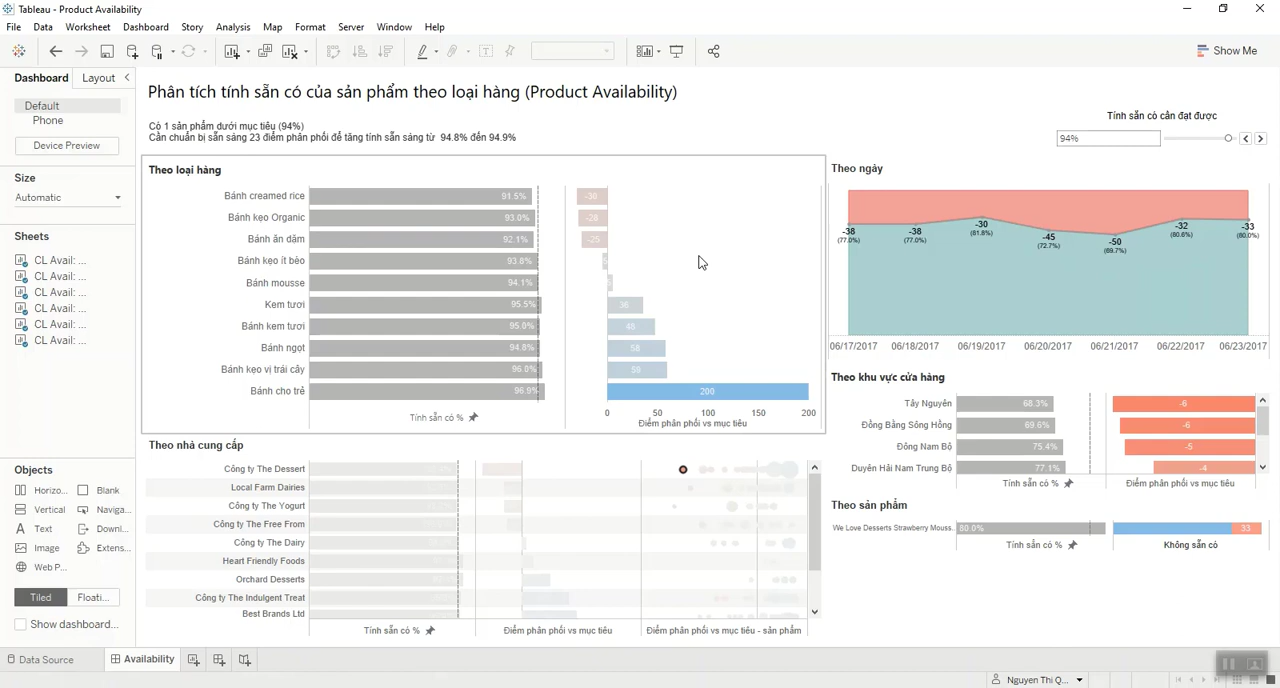 Tableau - Product Availability
File Data Worksheet Dashboard Story Analysis Map Format Server Window Help
Show Me
Dashboard Layout
Default
Phone
Device Preview
Size
Automatic
Sheets
CL Avail: ...
CL Avail: ...
CL Avail: ...
CL Avail: ...
CL Avail: ...
CL Avail: ...
Objects
Horizo... Blank
Vertical Naviga...
Text Downl...
Image Extens...
Web P...
Tiled Floati...
Show dashboard...
Phân tích tính sẵn có của sản phẩm theo loại hàng (Product Availability)
Có 1 sản phẩm dưới mục tiêu (94%)
Cần chuẩn bị sẵn sàng 23 điểm phân phối để tăng tính sẵn sàng từ 94.8% đến 94.9%
Tính sẵn có cần đạt được
94%
Theo loại hàng
Bánh creamed rice 91.5% -30
Bánh kẹo Organic 93.0% -28
Bánh ăn dặm 92.1% -25
Bánh kẹo ít béo 93.8%
Bánh mousse 94.1%
Kem tươi 95.5% 36
Bánh kem tươi 95.8% 48
Bánh ngọt 94.8% 58
Bánh kẹo vị trái cây 96.0% 59
Bánh cho trẻ 96.9% 200
0 50 100 150 200
Tính sẵn có % Điểm phân phối vs mục tiêu
Theo nhà cung cấp
Công ty The Dessert
Local Farm Dairies
Công ty The Yogurt
Công ty The Free From
Công ty The Dairy
Heart Friendly Foods
Orchard Desserts
Công ty The Indulgent Treat
Best Brands Ltd
Tính sẵn có % Điểm phân phối vs mục tiêu Điểm phân phối vs mục tiêu - sản phẩm
Theo ngày
-38 -38 -30 -45 -50 -32 -33
(77.0%) (77.0%) (81.8%) (72.7%) (69.7%) (80.6%) (80.0%)
06/17/2017 06/18/2017 06/19/2017 06/20/2017 06/21/2017 06/22/2017 06/23/2017
Theo khu vực cửa hàng
Tây Nguyên 68.3% -6
Đồng Bằng Sông Hồng 69.6% -6
Đông Nam Bộ 75.4% -5
Duyên Hải Nam Trung Bộ 77.1% -4
Tính sẵn có % Điểm phân phối vs mục tiêu
Theo sản phẩm
We Love Desserts Strawberry Mouss.. 80.0% 33
Tính sẵn có % Không sẵn có
Data Source Availability
Nguyen Thi Q...